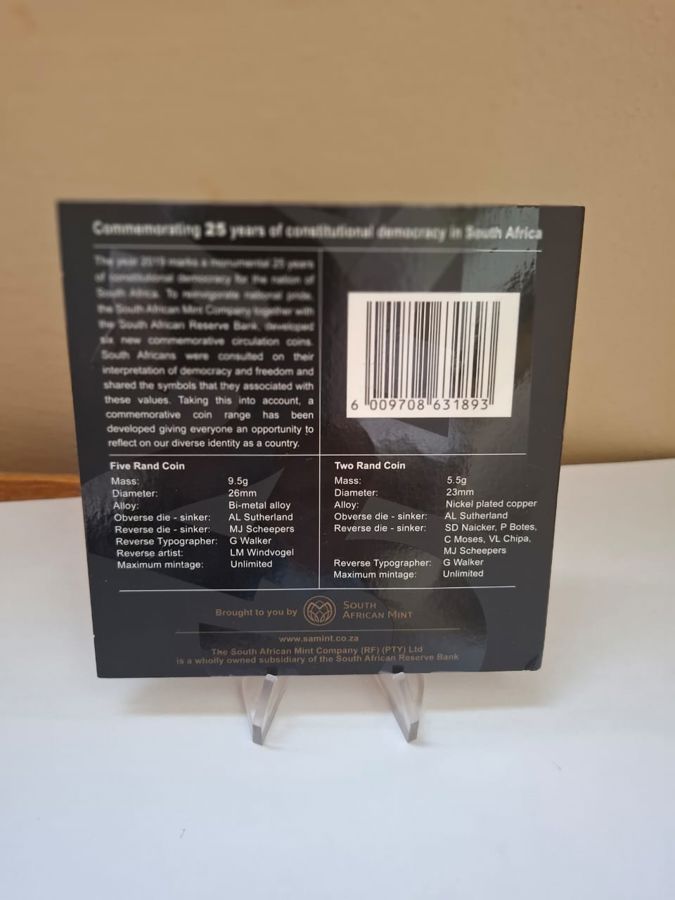 Commemorating 25 years of constitutional democracy in South Africa
The year 2019 marks a monumental 25 years
of constitutional democracy for the nation of
South Africa. To reinvigorate national pride,
the South African Mint Company together with
the South African Reserve Bank, developed
six new commemorative circulation coins.
South Africans were consulted on their
interpretation of democracy and freedom and
shared the symbols that they associated with
these values. Taking this into account, a
commemorative coin range has been
developed giving everyone an opportunity to
reflect on our diverse identity as a country.
6 009708 631893
Five Rand Coin
Mass: 9.5g
Diameter: 26mm
Alloy: Bi-metal alloy
Obverse die - sinker: AL Sutherland
Reverse die - sinker: MJ Scheepers
Reverse Typographer: G Walker
Reverse artist: LM Windvogel
Maximum mintage: Unlimited
Two Rand Coin
Mass: 5.5g
Diameter: 23mm
Alloy: Nickel plated copper
Obverse die - sinker: AL Sutherland
Reverse die - sinker: SD Naicker, P Botes,
C Moses, VL Chipa,
MJ Scheepers
Reverse Typographer: G Walker
Maximum mintage: Unlimited
Brought to you by SOUTH
AFRICAN MINT
www.samint.co.za
The South African Mint Company (RF) (PTY) Ltd
is a wholly owned subsidiary of the South African Reserve Bank